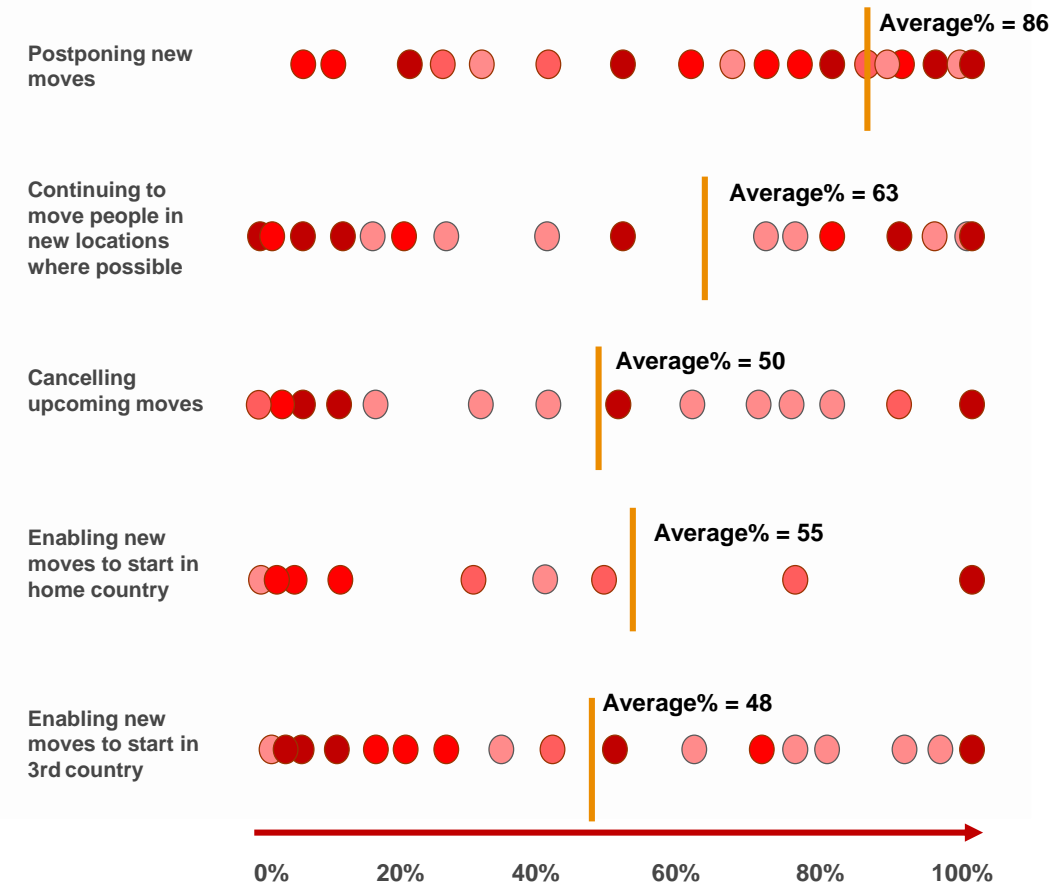 Average% = 86
Postponing new
moves
Continuing to
move people in
new locations
where possible
Average% = 63
Cancelling
upcoming moves
Average% = 50
Enabling new
moves to start in
home country
Average% = 55
Enabling new
moves to start in
3rd country
Average% = 48
0% 20% 40% 60% 80% 100%